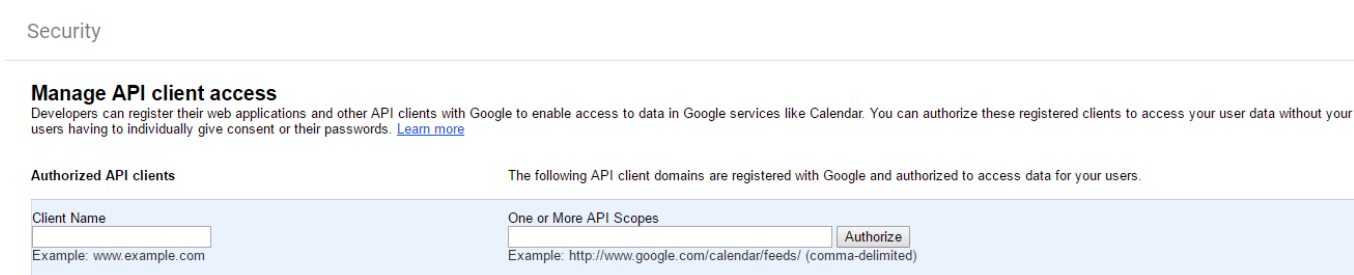 Security
Manage API client access
Developers can register their web applications and other API clients with Google to enable access to data in Google services like Calendar. You can authorize these registered clients to access your user data without your
users having to individually give consent or their passwords. Learn more
Authorized API clients
The following API client domains are registered with Google and authorized to access data for your users.
Client Name
One or More API Scopes
Authorize
Example: www.example.com
Example: http://www.google.com/calendar/feeds/ (comma-delimited)